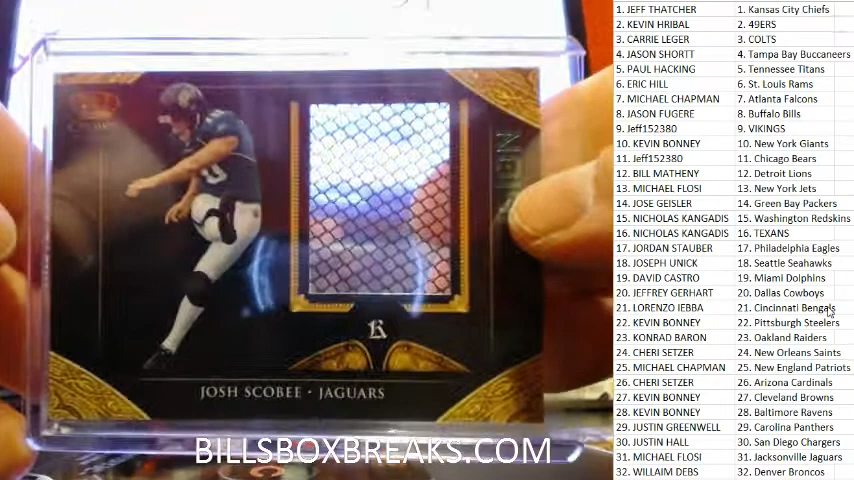 JOSH SCOBEE • JAGUARS
BILLSBOXBREAKS.COM
1. JEFF THATCHER 1. Kansas City Chiefs
2. KEVIN HRIBAL 2. 49ERS
3. CARRIE LEGER 3. COLTS
4. JASON SHORTT 4. Tampa Bay Buccaneers
5. PAUL HACKING 5. Tennessee Titans
6. ERIC HILL 6. St. Louis Rams
7. MICHAEL CHAPMAN 7. Atlanta Falcons
8. JASON FUGERE 8. Buffalo Bills
9. Jeff152380 9. VIKINGS
10. KEVIN BONNEY 10. New York Giants
11. Jeff152380 11. Chicago Bears
12. BILL MATHENY 12. Detroit Lions
13. MICHAEL FLOSI 13. New York Jets
14. JOSE GEISLER 14. Green Bay Packers
15. NICHOLAS KANGADIS 15. Washington Redskins
16. NICHOLAS KANGADIS 16. TEXANS
17. JORDAN STAUBER 17. Philadelphia Eagles
18. JOSEPH UNICK 18. Seattle Seahawks
19. DAVID CASTRO 19. Miami Dolphins
20. JEFFREY GERHART 20. Dallas Cowboys
21. LORENZO IEBBA 21. Cincinnati Bengals
22. KEVIN BONNEY 22. Pittsburgh Steelers
23. KONRAD BARON 23. Oakland Raiders
24. CHERI SETZER 24. New Orleans Saints
25. MICHAEL CHAPMAN 25. New England Patriots
26. CHERI SETZER 26. Arizona Cardinals
27. KEVIN BONNEY 27. Cleveland Browns
28. KEVIN BONNEY 28. Baltimore Ravens
29. JUSTIN GREENWELL 29. Carolina Panthers
30. JUSTIN HALL 30. San Diego Chargers
31. MICHAEL FLOSI 31. Jacksonville Jaguars
32. WILLAIM DEBS 32. Denver Broncos